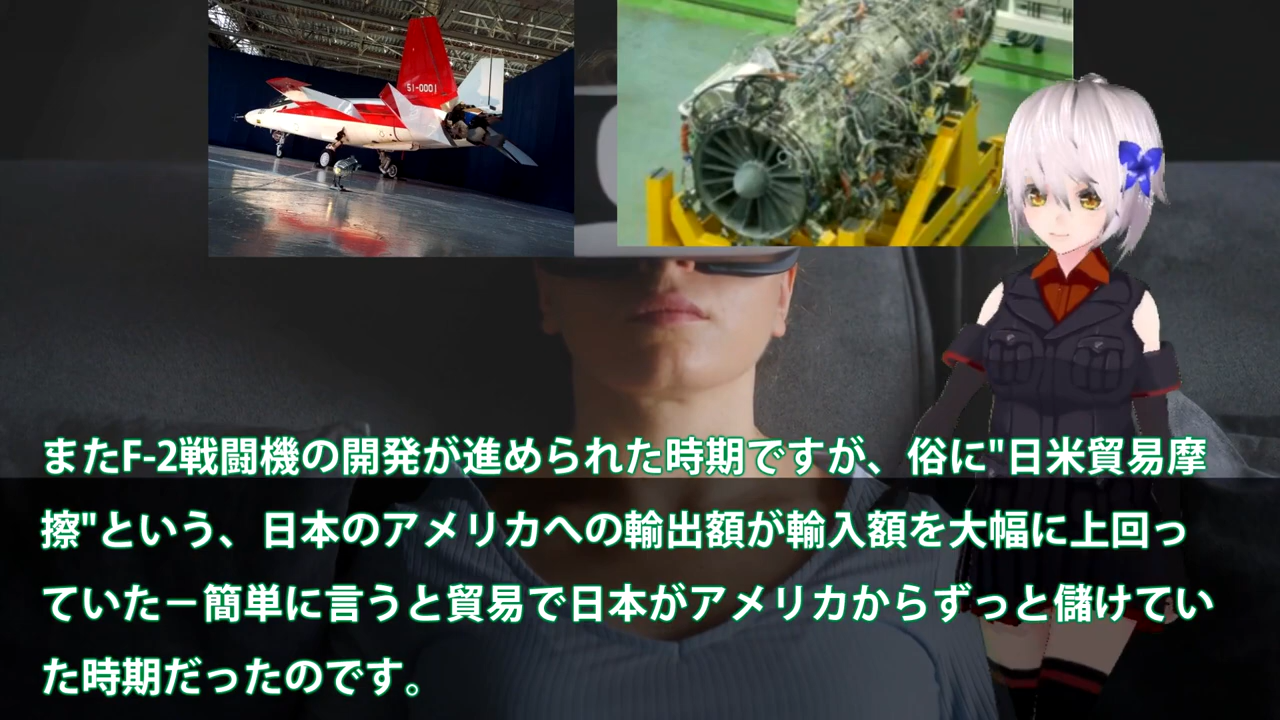 51-0001
またF-2戦闘機の開発が進められた時期ですが、俗に"日米貿易摩
擦"という、日本のアメリカへの輸出額が輸入額を大幅に上回っ
ていた－簡単に言うと貿易で日本がアメリカからずっと儲けてい
た時期だったのです。